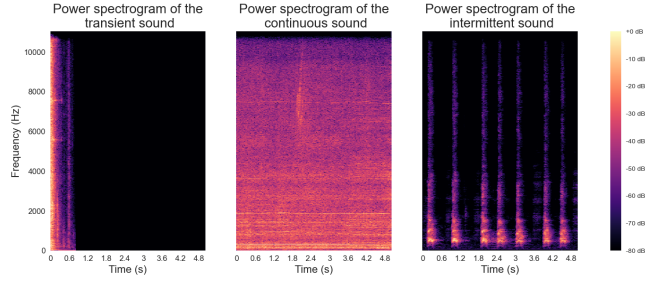 Power spectrogram of the
transient sound
Power spectrogram of the
continuous sound
Power spectrogram of the
intermittent sound
Frequency (Hz)
10000
8000
6000
4000
2000
0
0 0.6 1.2 1.8 2.4 3 3.6 4.2 4.8
Time (s)
0 0.6 1.2 1.8 2.4 3 3.6 4.2 4.8
Time (s)
0 0.6 1.2 1.8 2.4 3 3.6 4.2 4.8
Time (s)
+0 dB
-10 dB
-20 dB
-30 dB
-40 dB
-50 dB
-60 dB
-70 dB
-80 dB